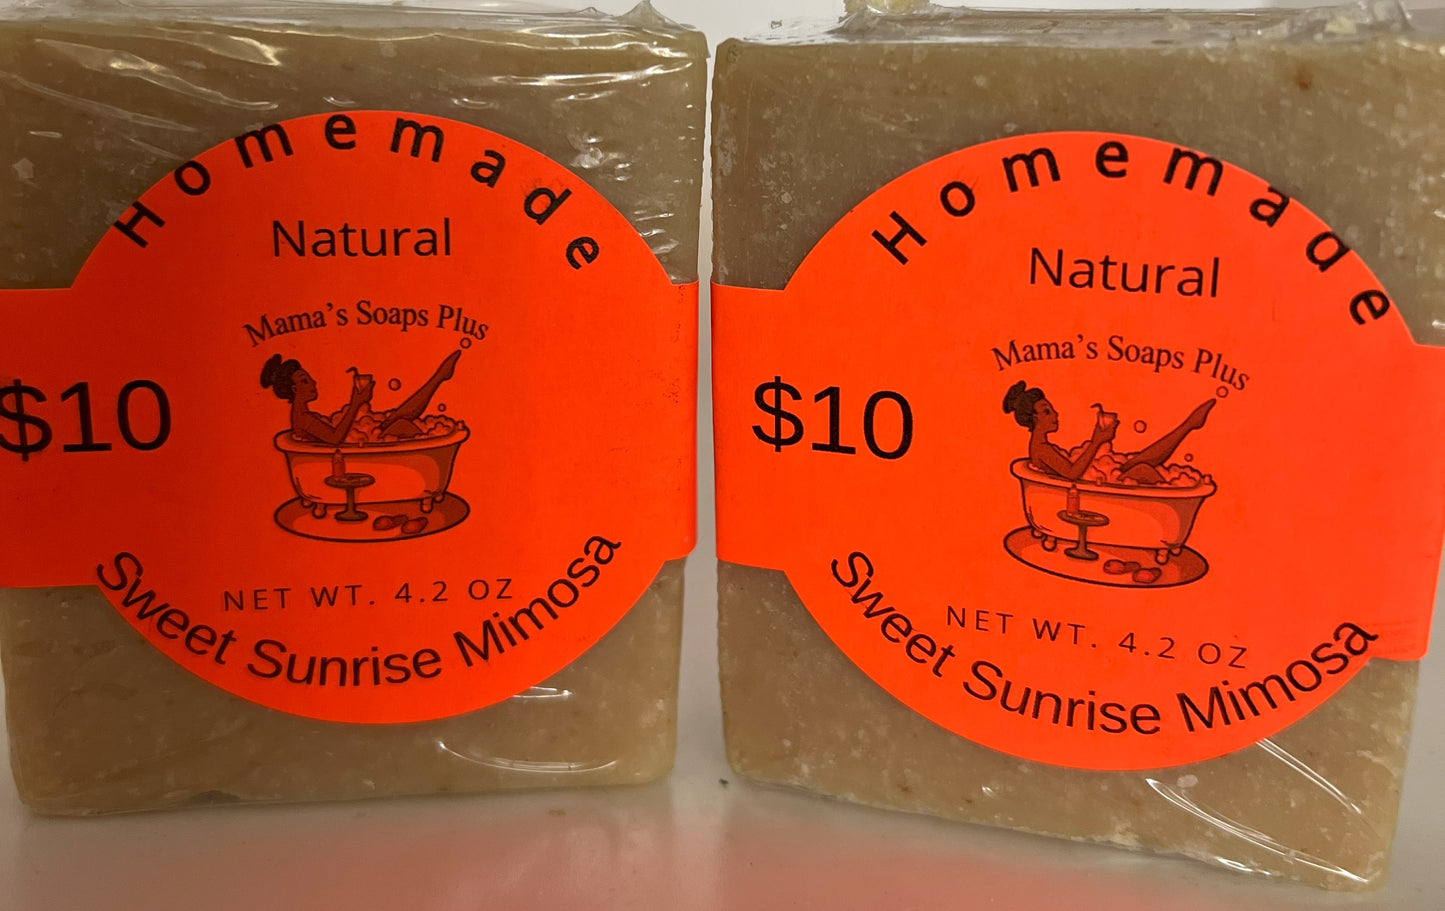 Homemade
Natural
Mama's Soaps Plus
$10
NET WT. 4.2 OZ
Sweet Sunrise Mimosa
Homemade
Natural
Mama's Soaps Plus
$10
NET WT. 4.2 OZ
Sweet Sunrise Mimosa